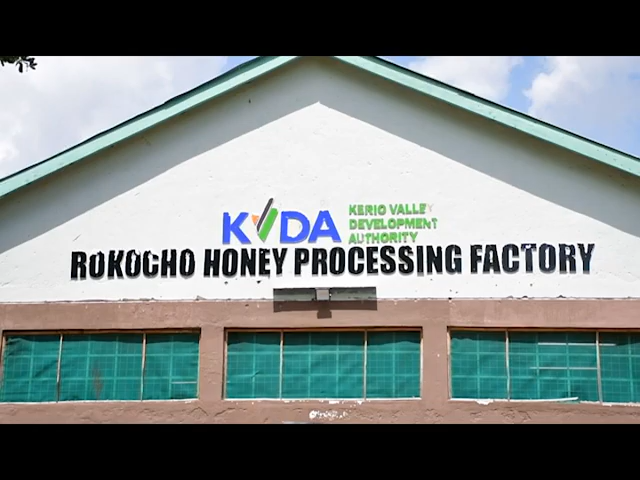 KVDA
KERIO VALLEY
DEVELOPMENT
AUTHORITY
ROKOCHO HONEY PROCESSING FACTORY